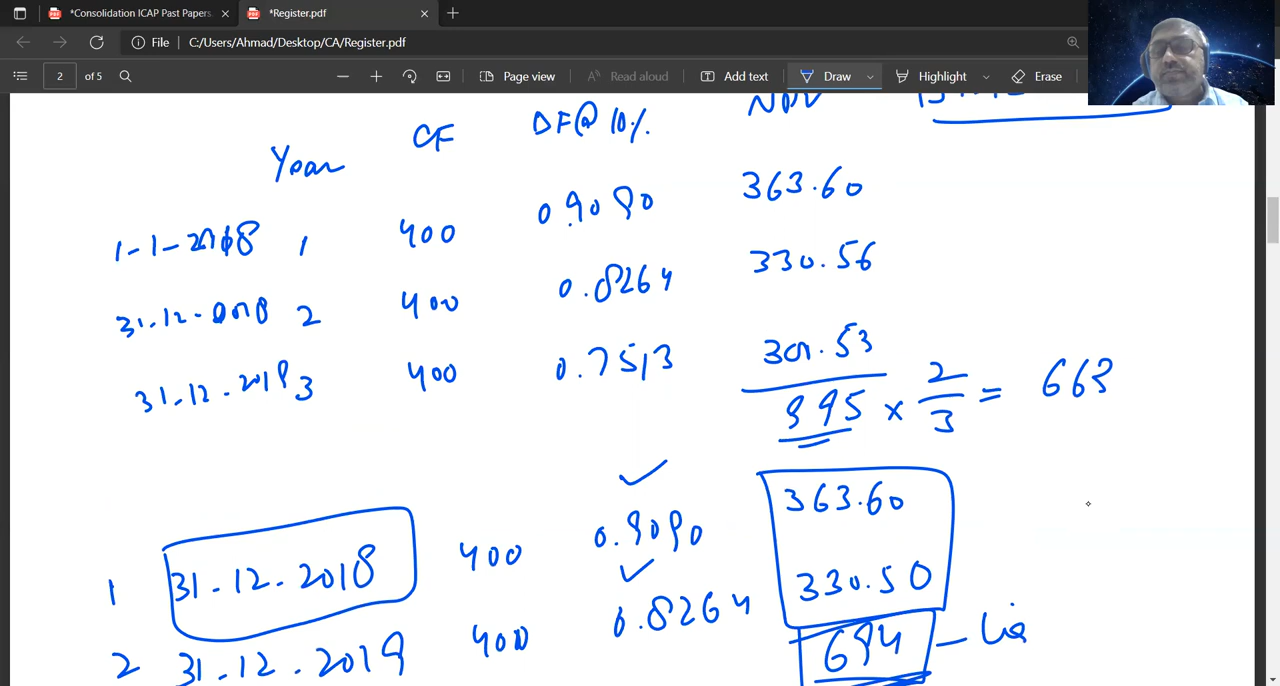 *Consolidation ICAP Past Papers. *Register.pdf
File C:/Users/Ahmad/Desktop/CA/Register.pdf
2 of 5 Page view Read aloud Add text Draw Highlight Erase
Year CF DF@ 10%. NPV
1-1-2018 1 400 0.9090 363.60
31.12.2018 2 400 0.8264 330.56
31.12.2019 3 400 0.7513 301.53
995 × 2/3 = 663
1 31.12.2018 400 0.9090 363.60
2 31.12.2019 400 0.8264 330.50
694 - Lia